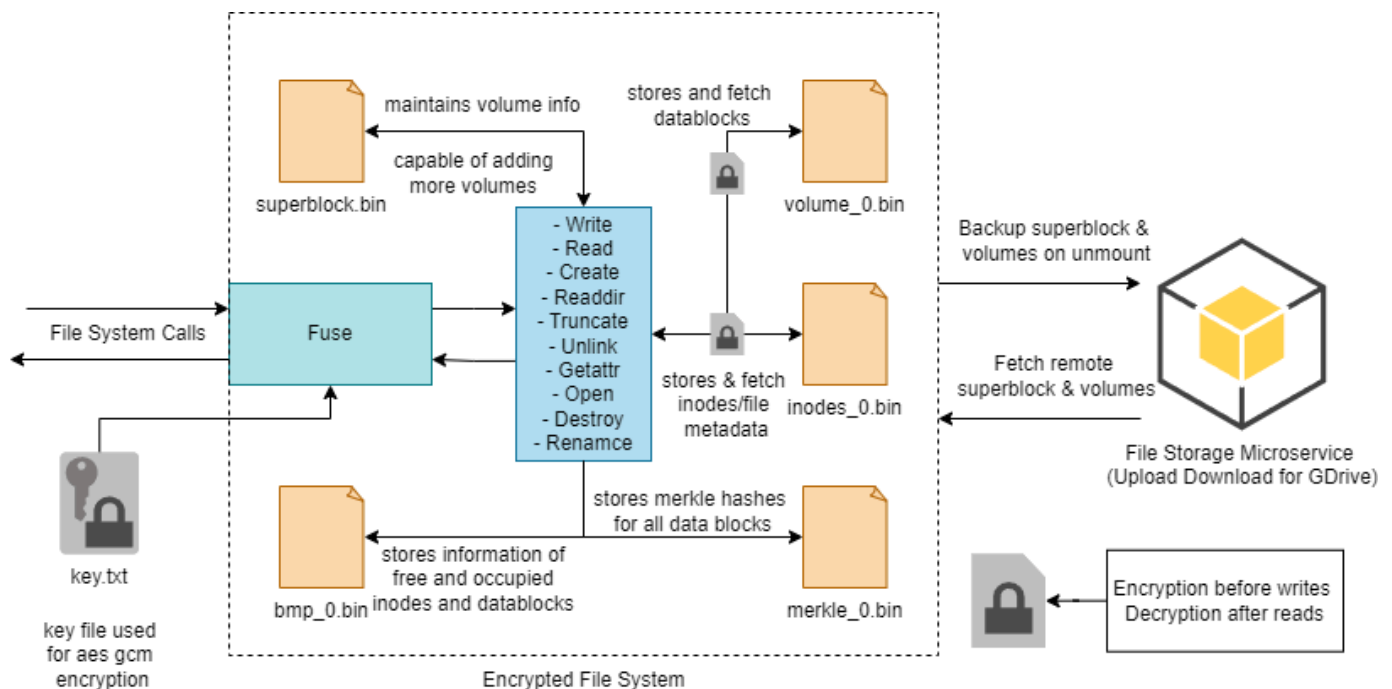 maintains volume info
capable of adding
more volumes
superblock.bin
stores and fetch
datablocks
volume_0.bin
- Write
- Read
- Create
- Readdir
- Truncate
- Unlink
- Getattr
- Open
- Destroy
- Renamce
File System Calls
Fuse
stores & fetch
inodes/file
metadata
inodes_0.bin
Backup superblock &
volumes on unmount
Fetch remote
superblock & volumes
File Storage Microservice
(Upload Download for GDrive)
key.txt
key file used
for aes gcm
encryption
stores merkle hashes
for all data blocks
stores information of
free and occupied
inodes and datablocks
bmp_0.bin
merkle_0.bin
Encryption before writes
Decryption after reads
Encrypted File System